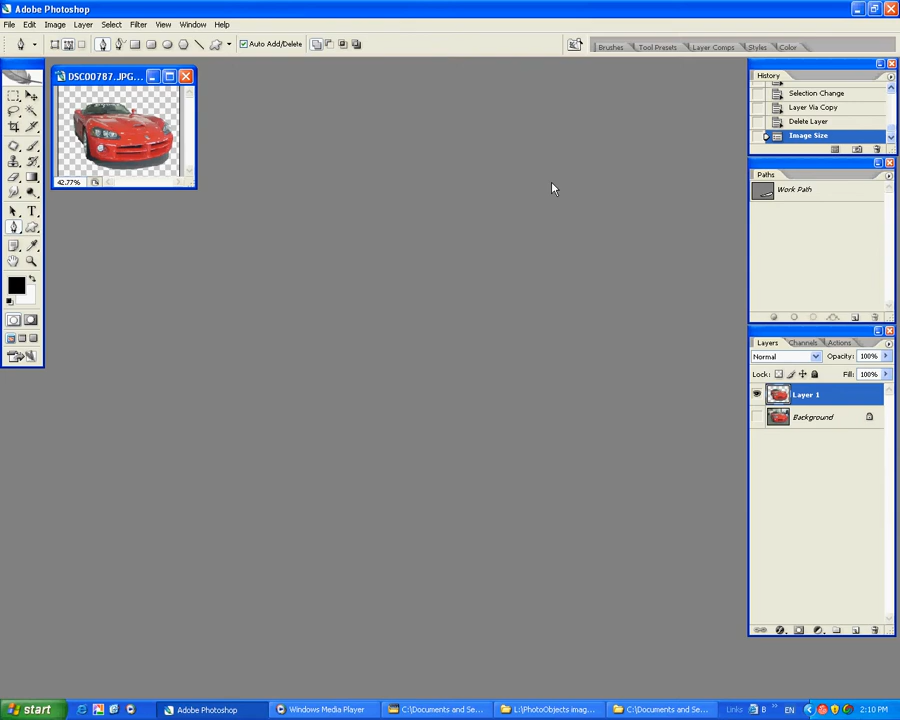 Adobe Photoshop
File Edit Image Layer Select Filter View Window Help
Auto Add/Delete
Brushes Tool Presets Layer Comps Styles Color
DSC00787.JPG...
42.77%
History
Selection Change
Layer Via Copy
Delete Layer
Image Size
Paths
Work Path
Layers Channels Actions
Normal Opacity: 100%
Lock: Fill: 100%
Layer 1
Background
start
Adobe Photoshop
Windows Media Player
C:\Documents and Se...
L:\PhotoObjects imag...
C:\Documents and Se...
Links B » EN
2:10 PM